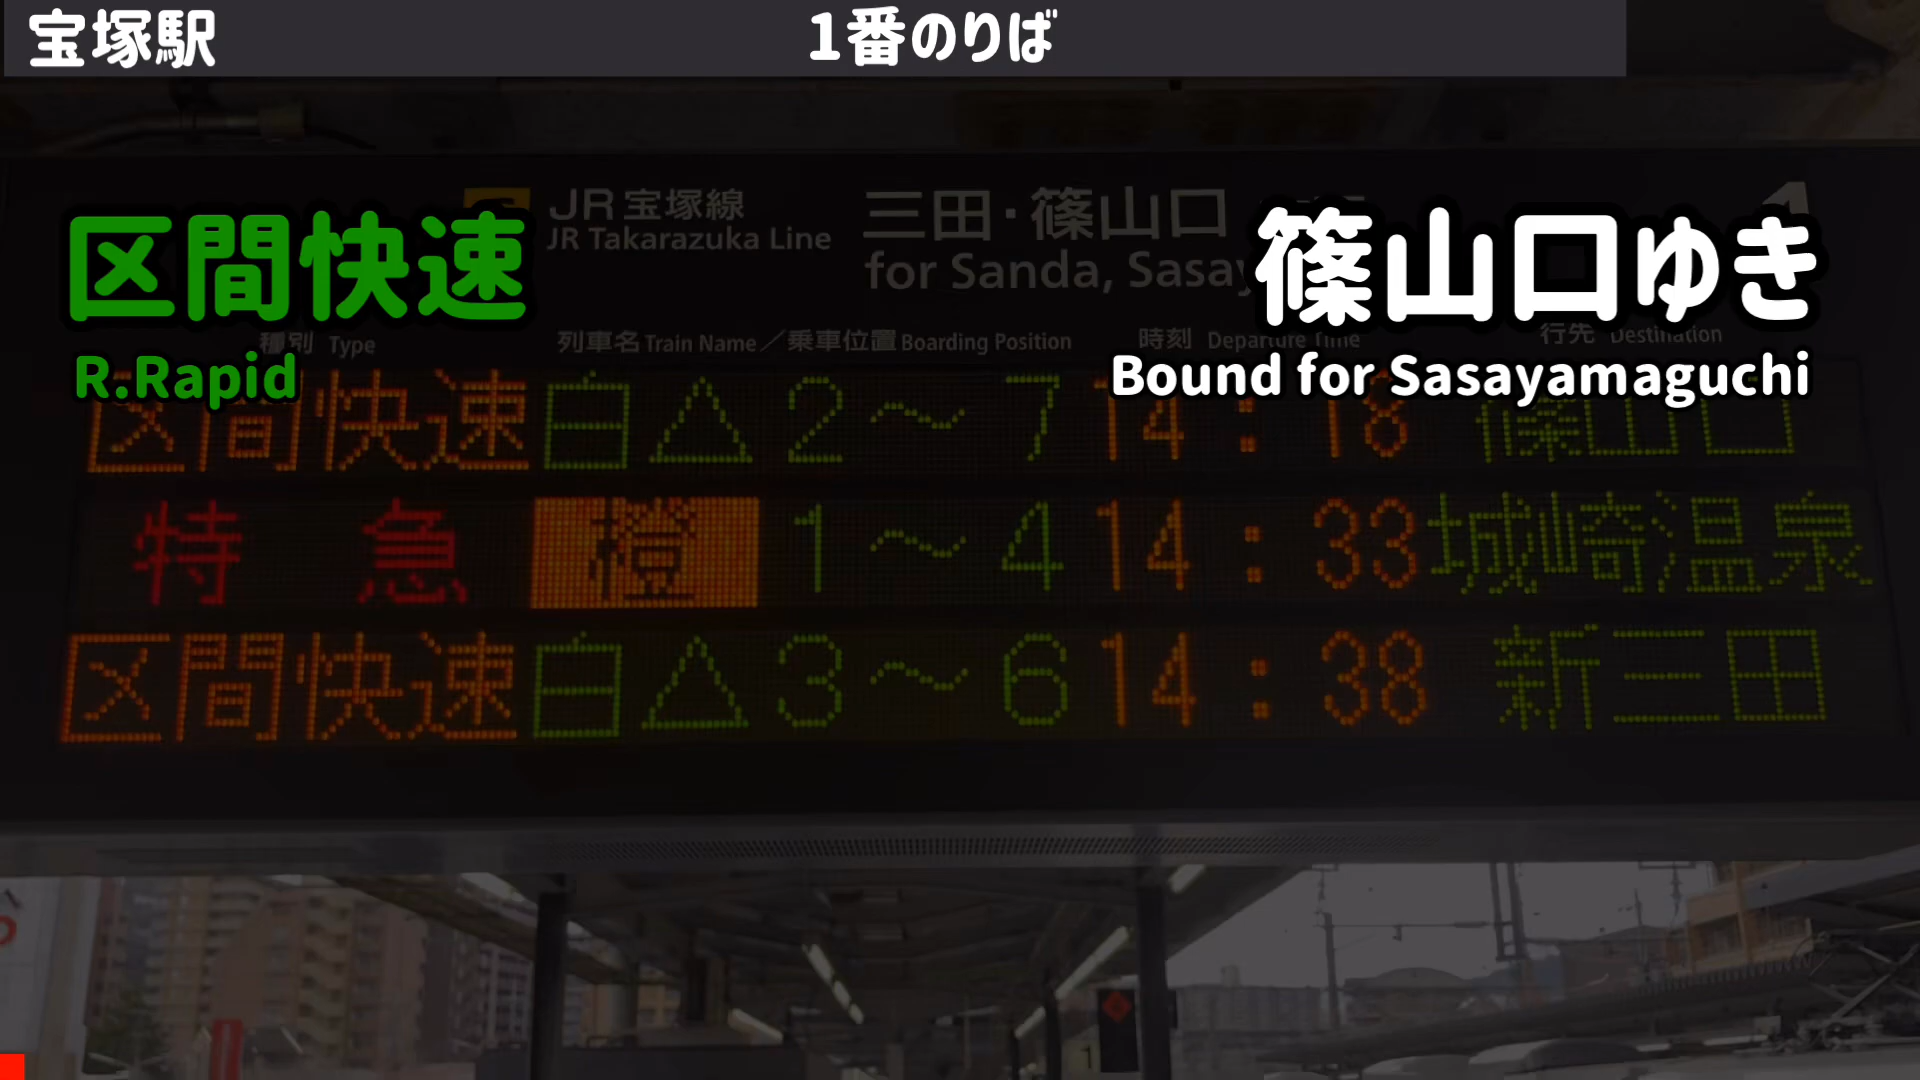 宝塚駅 1番のりば
JR宝塚線 三田・篠山口
JR Takarazuka Line for Sanda,
区間快速 篠山口ゆき
R.Rapid Bound for Sasayamaguchi
種別 Type 列車名 Train Name／乗車位置 Boarding Position 時刻 Departure Time 行先 Destination
区間快速 白△ 2～7 14:18 篠山口
特急 橙 1～4 14:33 城崎温泉
区間快速 白△ 3～6 14:38 新三田
1